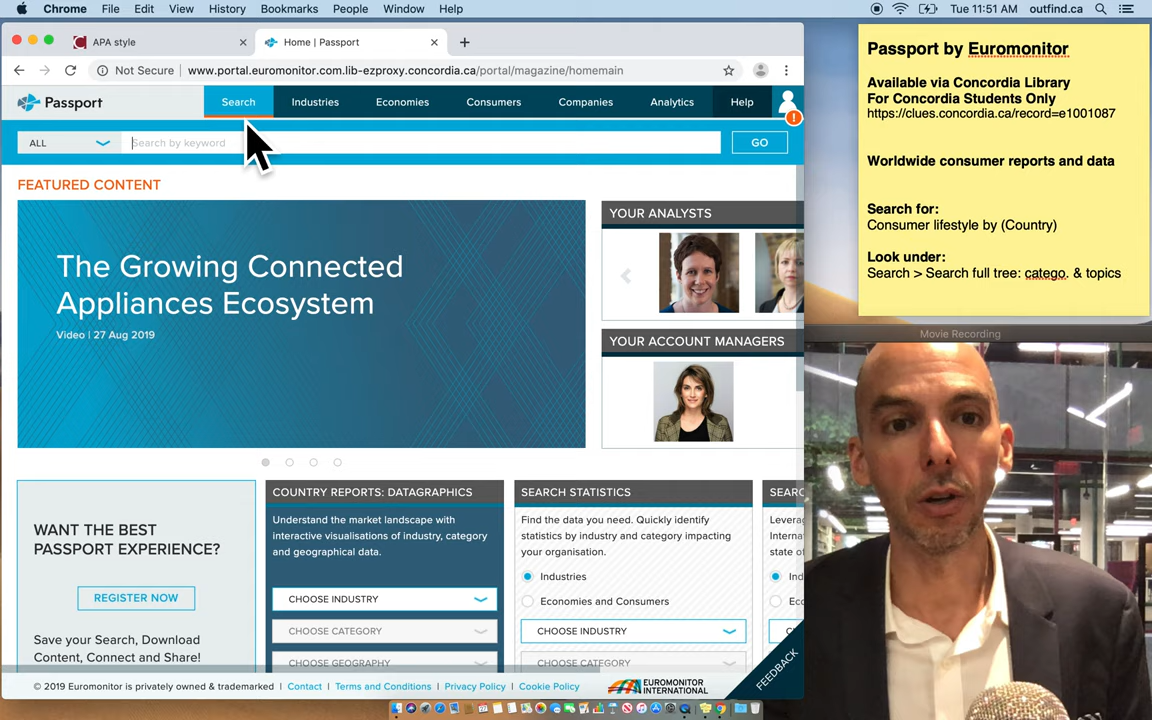 Chrome File Edit View History Bookmarks People Window Help Tue 11:51 AM outfind.ca
APA style
Home | Passport
Not Secure | www.portal.euromonitor.com.lib-ezproxy.concordia.ca/portal/magazine/homemain
Passport Search Industries Economies Consumers Companies Analytics Help
!
ALL Search by keyword GO
FEATURED CONTENT
The Growing Connected
Appliances Ecosystem
Video | 27 Aug 2019
YOUR ANALYSTS
YOUR ACCOUNT MANAGERS
WANT THE BEST
PASSPORT EXPERIENCE?
REGISTER NOW
Save your Search, Download
Content, Connect and Share!
COUNTRY REPORTS: DATAGRAPHICS
Understand the market landscape with
interactive visualisations of industry, category
and geographical data.
CHOOSE INDUSTRY
CHOOSE CATEGORY
CHOOSE GEOGRAPHY
SEARCH STATISTICS
Find the data you need. Quickly identify
statistics by industry and category impacting
your organisation.
Industries
Economies and Consumers
CHOOSE INDUSTRY
CHOOSE CATEGORY
FEEDBACK
© 2019 Euromonitor is privately owned & trademarked | Contact | Terms and Conditions | Privacy Policy | Cookie Policy
EUROMONITOR
INTERNATIONAL
Passport by Euromonitor
Available via Concordia Library
For Concordia Students Only
https://clues.concordia.ca/record=e1001087
Worldwide consumer reports and data
Search for:
Consumer lifestyle by (Country)
Look under:
Search > Search full tree: catego. & topics
Movie Recording